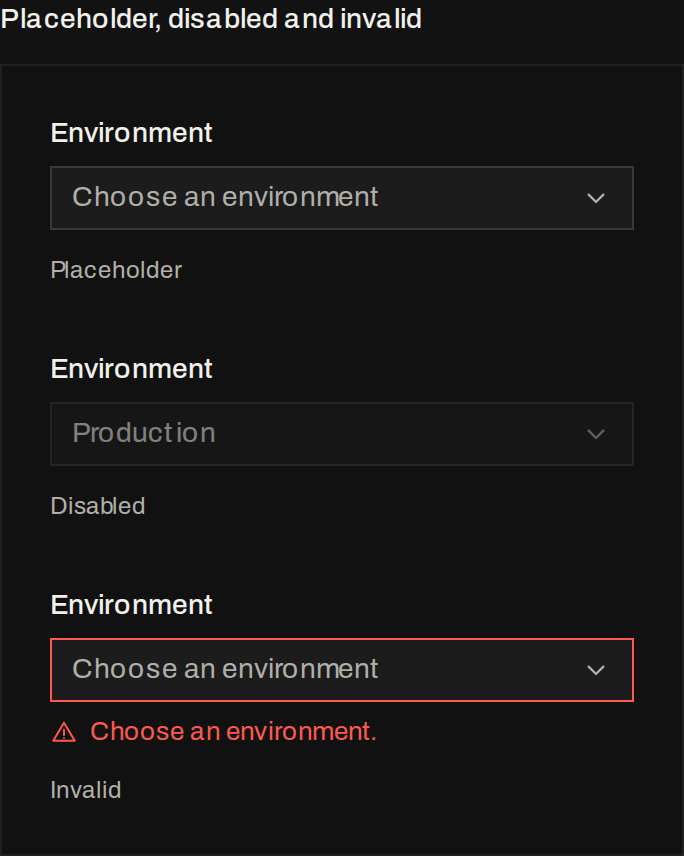 Placeholder, disabled and invalid
Environment
Choose an environment
Placeholder
Environment
Production
Disabled
Environment
Choose an environment
Choose an environment.
Invalid